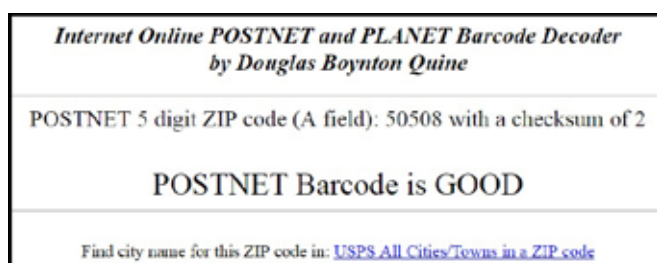 Internet Online POSTNET and PLANET Barcode Decoder
by Douglas Boynton Quine
POSTNET 5 digit ZIP code (A field): 50508 with a checksum of 2
POSTNET Barcode is GOOD
Find city name for this ZIP code in: USPS All Cities/Towns in a ZIP code